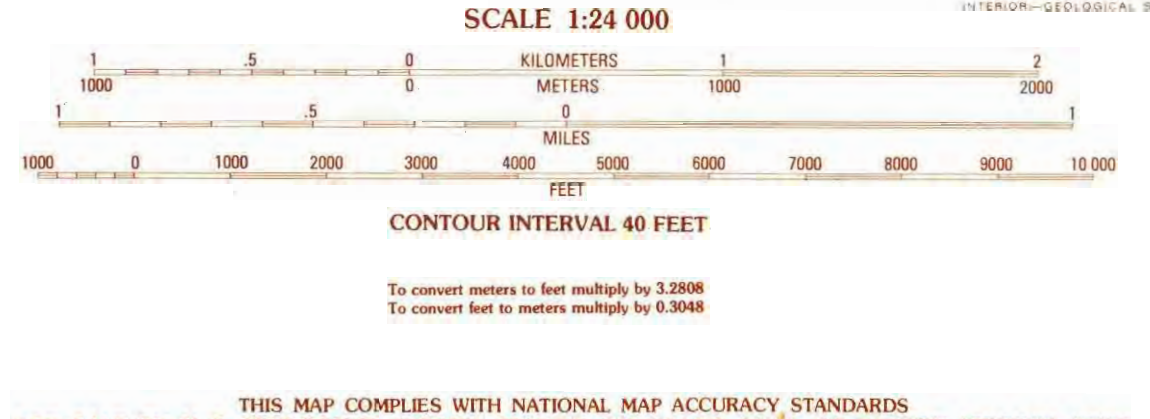 INTERIOR—GEOLOGICAL S
SCALE 1:24 000
1 .5 0 KILOMETERS 1 2
1000 0 METERS 1000 2000
1 .5 0 1
MILES
1000 0 1000 2000 3000 4000 5000 6000 7000 8000 9000 10 000
FEET
CONTOUR INTERVAL 40 FEET
To convert meters to feet multiply by 3.2808
To convert feet to meters multiply by 0.3048
THIS MAP COMPLIES WITH NATIONAL MAP ACCURACY STANDARDS